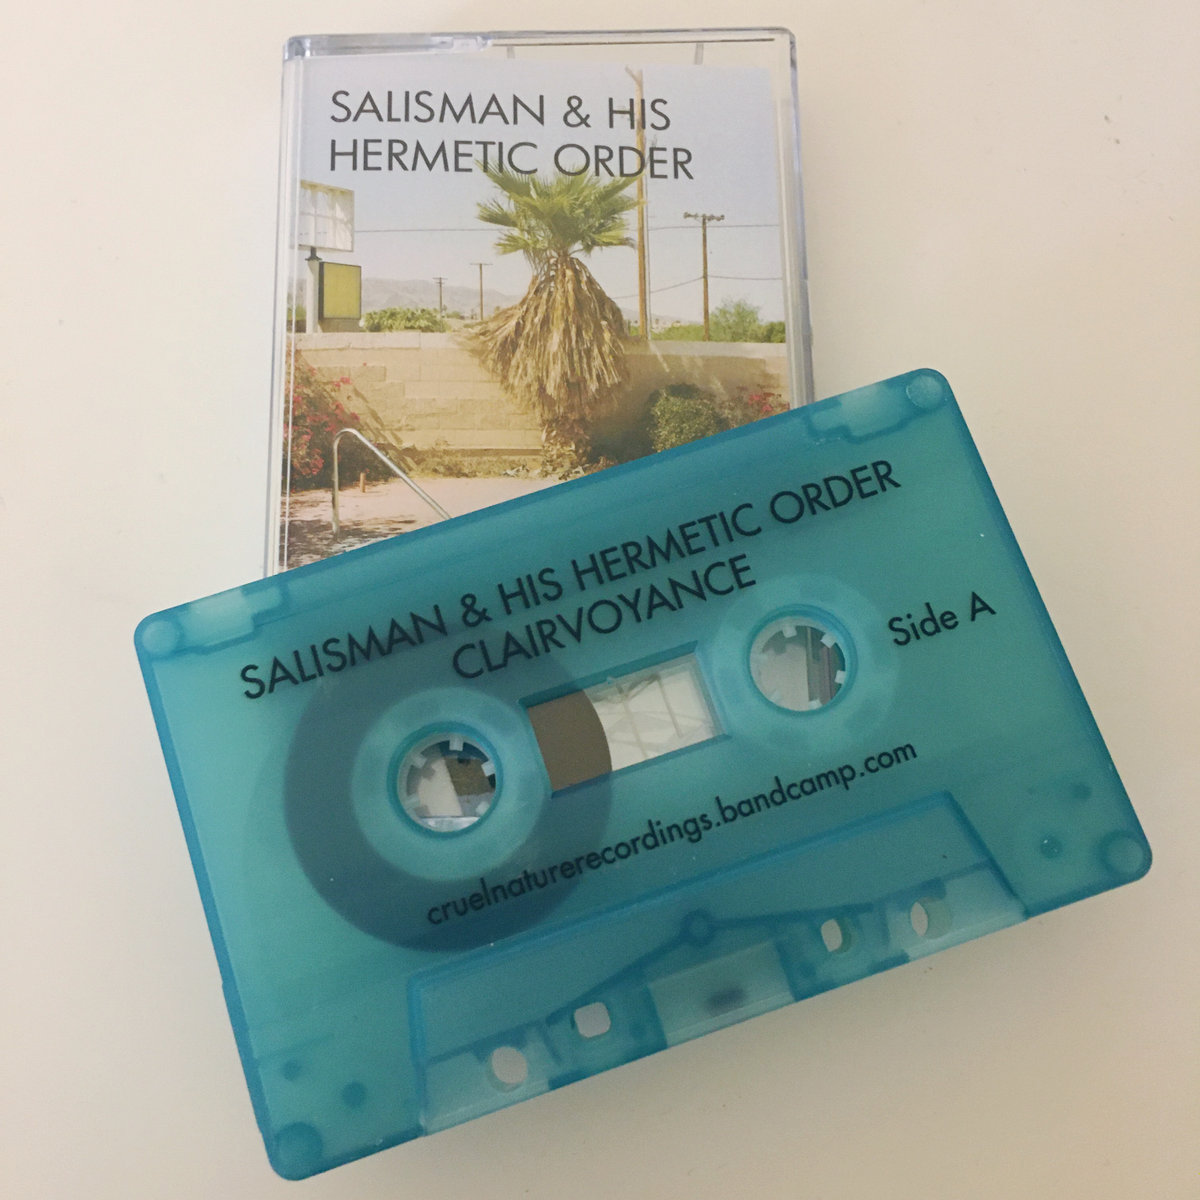 SALISMAN & HIS
HERMETIC ORDER
SALISMAN & HIS HERMETIC ORDER
CLAIRVOYANCE
Side A
cruelnaturerecordings.bandcamp.com